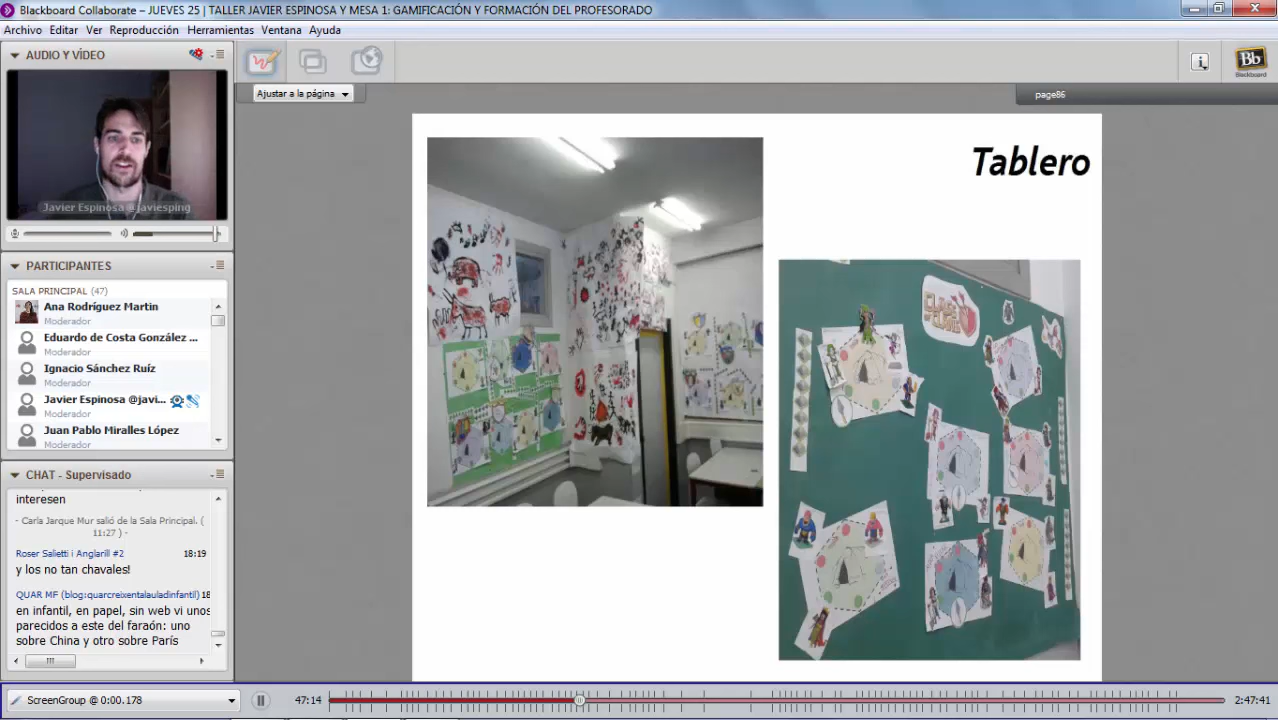 Blackboard Collaborate – JUEVES 25 | TALLER JAVIER ESPINOSA Y MESA 1: GAMIFICACIÓN Y FORMACIÓN DEL PROFESORADO
Archivo Editar Ver Reproducción Herramientas Ventana Ayuda
AUDIO Y VÍDEO
Javier Espinosa @javiesping
PARTICIPANTES
SALA PRINCIPAL (47)
Ana Rodríguez Martin
Moderador
Eduardo de Costa González ...
Moderador
Ignacio Sánchez Ruíz
Moderador
Javier Espinosa @javi...
Moderador
Juan Pablo Miralles López
Moderador
CHAT - Supervisado
interesen
- Carla Jarque Mur salió de la Sala Principal. (
11:27 ) -
Roser Salietti i Anglarill #2 18:19
y los no tan chavales!
QUAR MF (blog:quarcreixentalauladinfantil) 18
en infantil, en papel, sin web vi unos
parecidos a este del faraón: uno
sobre China y otro sobre París
Ajustar a la página
page86
Bb
Blackboard
Tablero
ScreenGroup @ 0:00.178
47:14
2:47:41